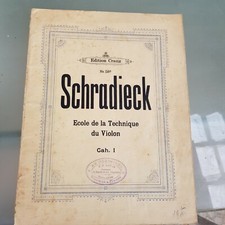 Edition Cranz
Schradieck
Ecole de la Technique
du Violon
Cah. I